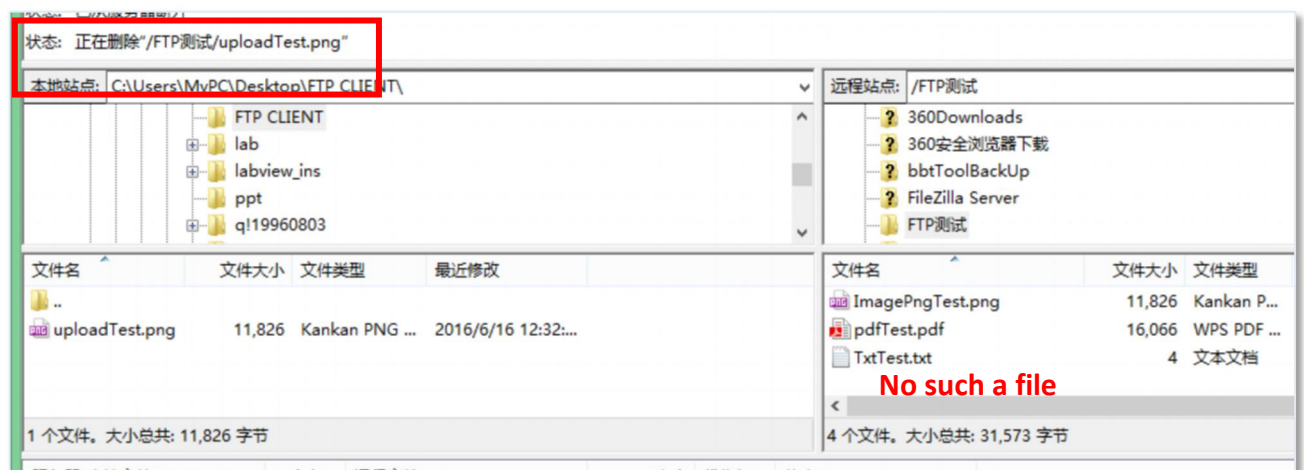 状态: 正在删除"/FTP测试/uploadTest.png"
本地站点: C:\Users\MyPC\Desktop\FTP CLIENT\
FTP CLIENT
lab
labview_ins
ppt
q!19960803
远程站点: /FTP测试
360Downloads
360安全浏览器下载
bbtToolBackUp
FileZilla Server
FTP测试
文件名 文件大小 文件类型 最近修改
..
uploadTest.png 11,826 Kankan PNG ... 2016/6/16 12:32:...
1 个文件。大小总共: 11,826 字节
文件名 文件大小 文件类型
ImagePngTest.png 11,826 Kankan P...
pdfTest.pdf 16,066 WPS PDF ...
TxtTest.txt 4 文本文档
No such a file
4 个文件。大小总共: 31,573 字节